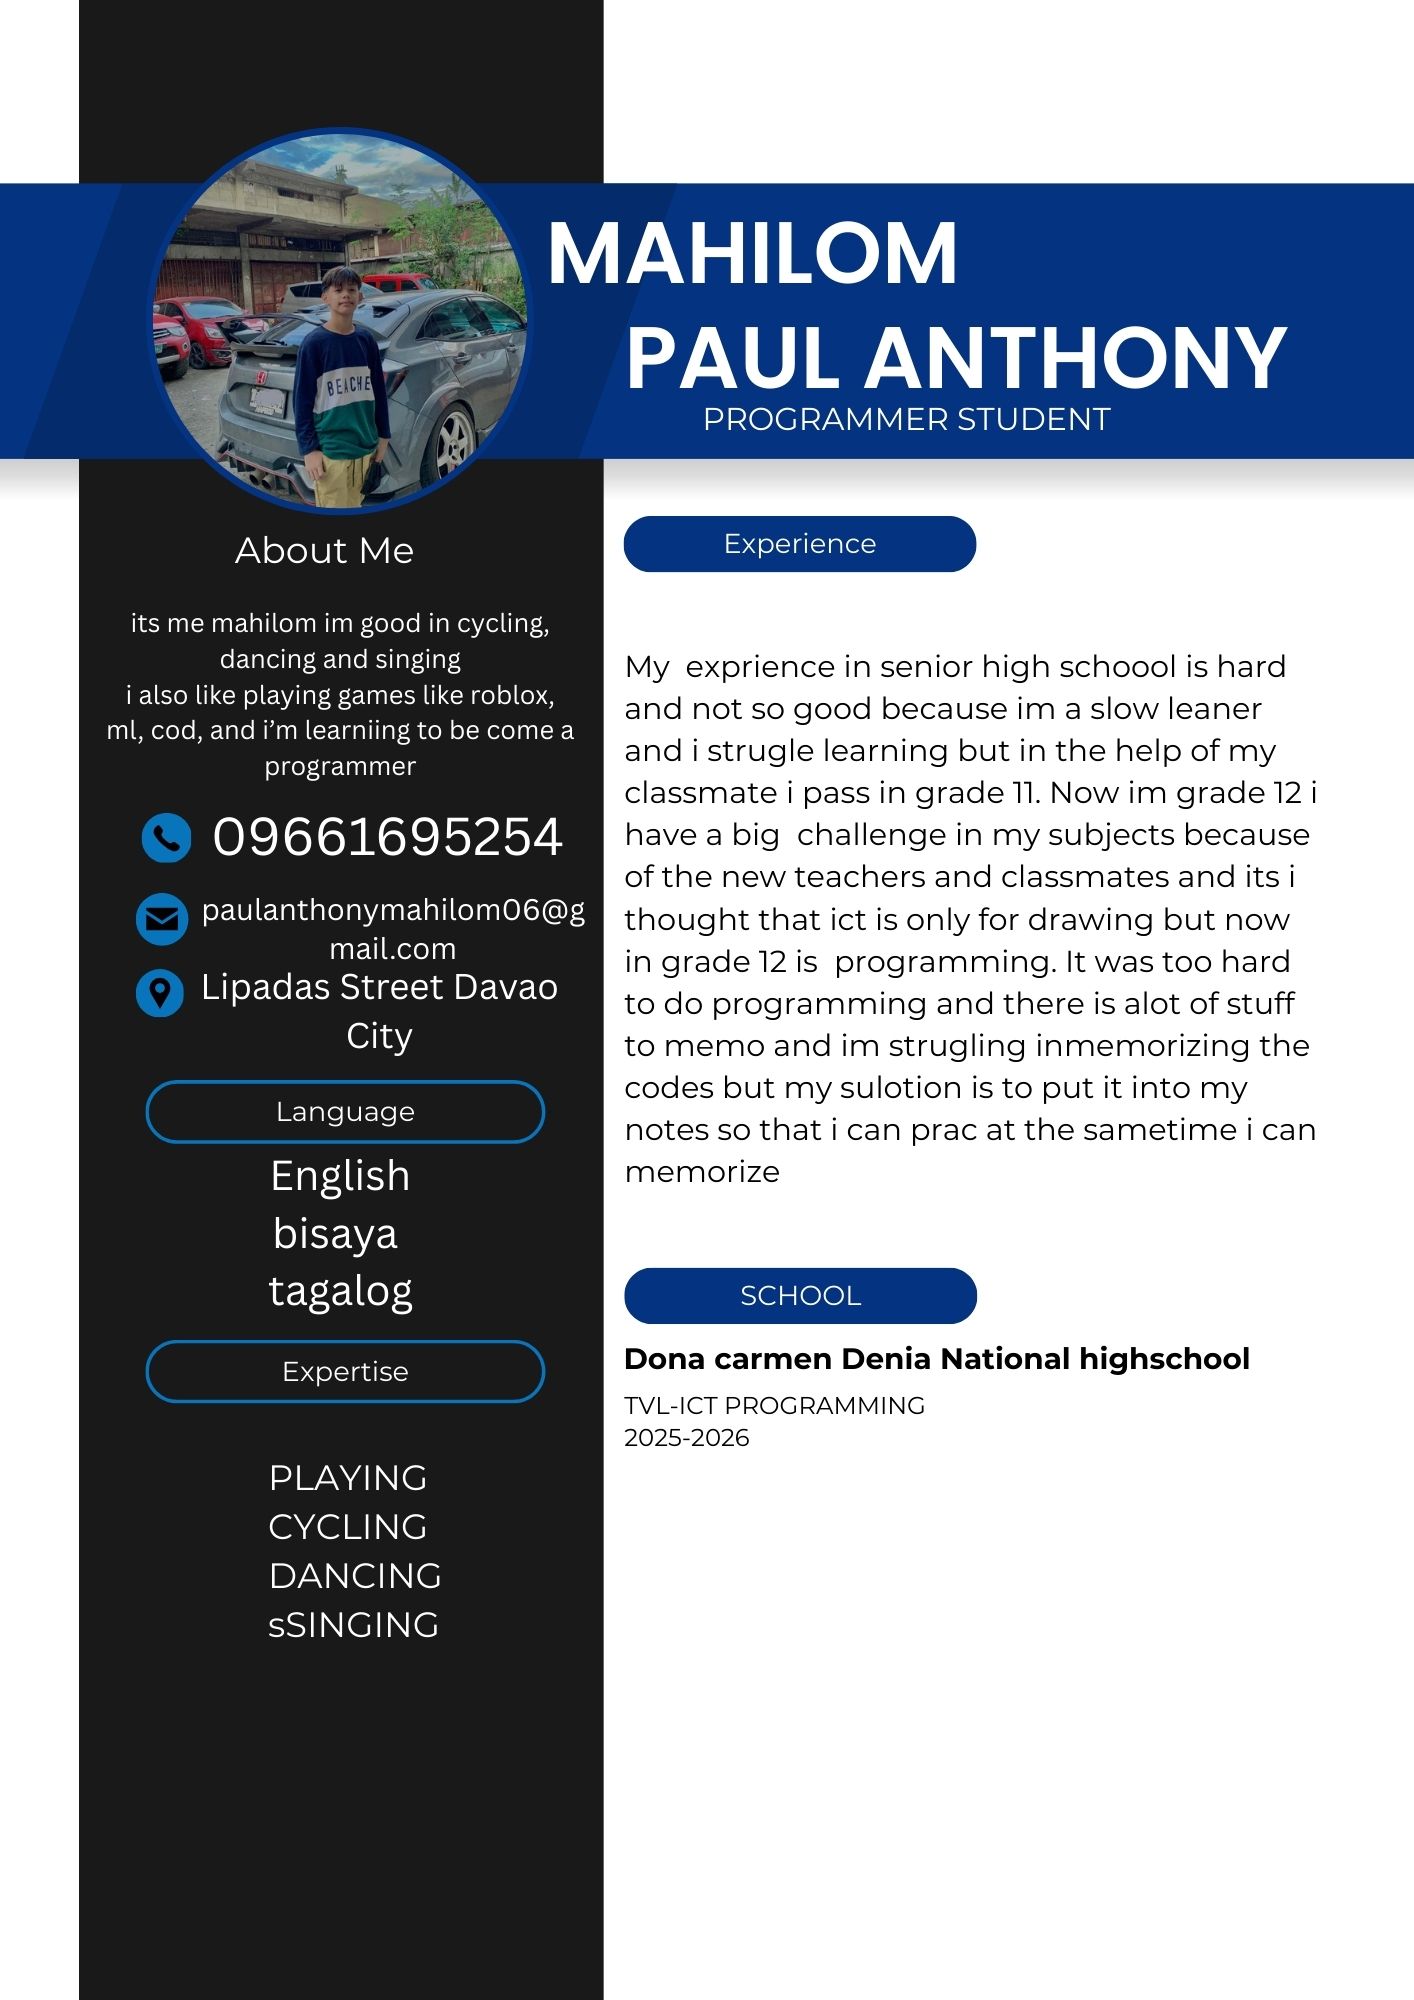 MAHILOM
PAUL ANTHONY
PROGRAMMER STUDENT
BEACHE
About Me
its me mahilom im good in cycling,
dancing and singing
i also like playing games like roblox,
ml, cod, and i’m learniing to be come a
programmer
09661695254
paulanthonymahilom06@g
mail.com
Lipadas Street Davao
City
Language
English
bisaya
tagalog
Expertise
PLAYING
CYCLING
DANCING
sSINGING
Experience
My  exprience in senior high schoool is hard
and not so good because im a slow leaner
and i strugle learning but in the help of my
classmate i pass in grade 11. Now im grade 12 i
have a big  challenge in my subjects because
of the new teachers and classmates and its i
thought that ict is only for drawing but now
in grade 12 is  programming. It was too hard
to do programming and there is alot of stuff
to memo and im strugling inmemorizing the
codes but my sulotion is to put it into my
notes so that i can prac at the sametime i can
memorize
SCHOOL
Dona carmen Denia National highschool
TVL-ICT PROGRAMMING
2025-2026